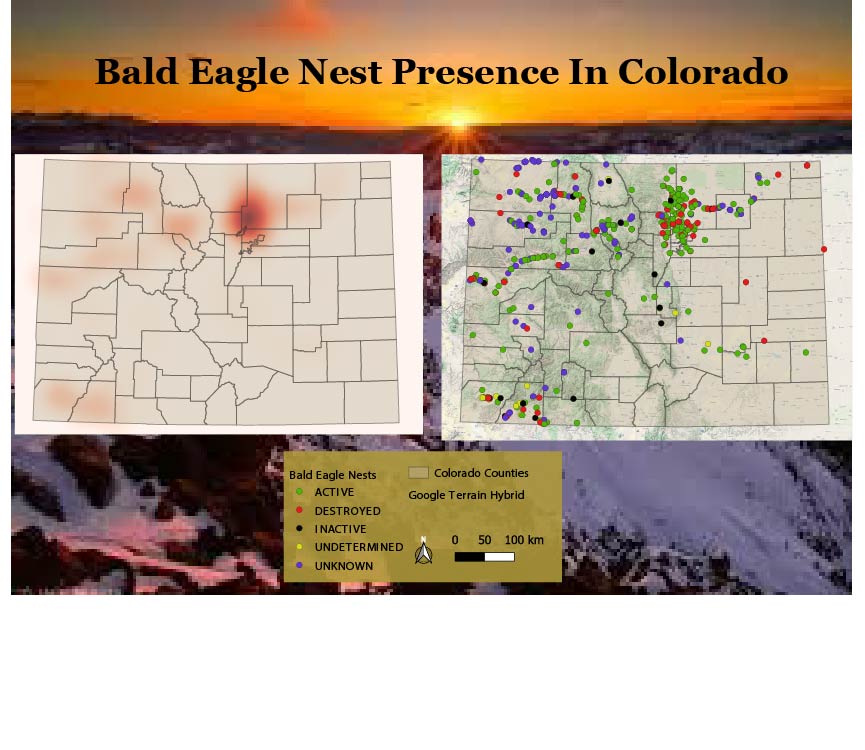 Bald Eagle Nest Presence In Colorado
Bald Eagle Nests
ACTIVE
DESTROYED
INACTIVE
UNDETERMINED
UNKNOWN
Colorado Counties
Google Terrain Hybrid
N
0 50 100 km